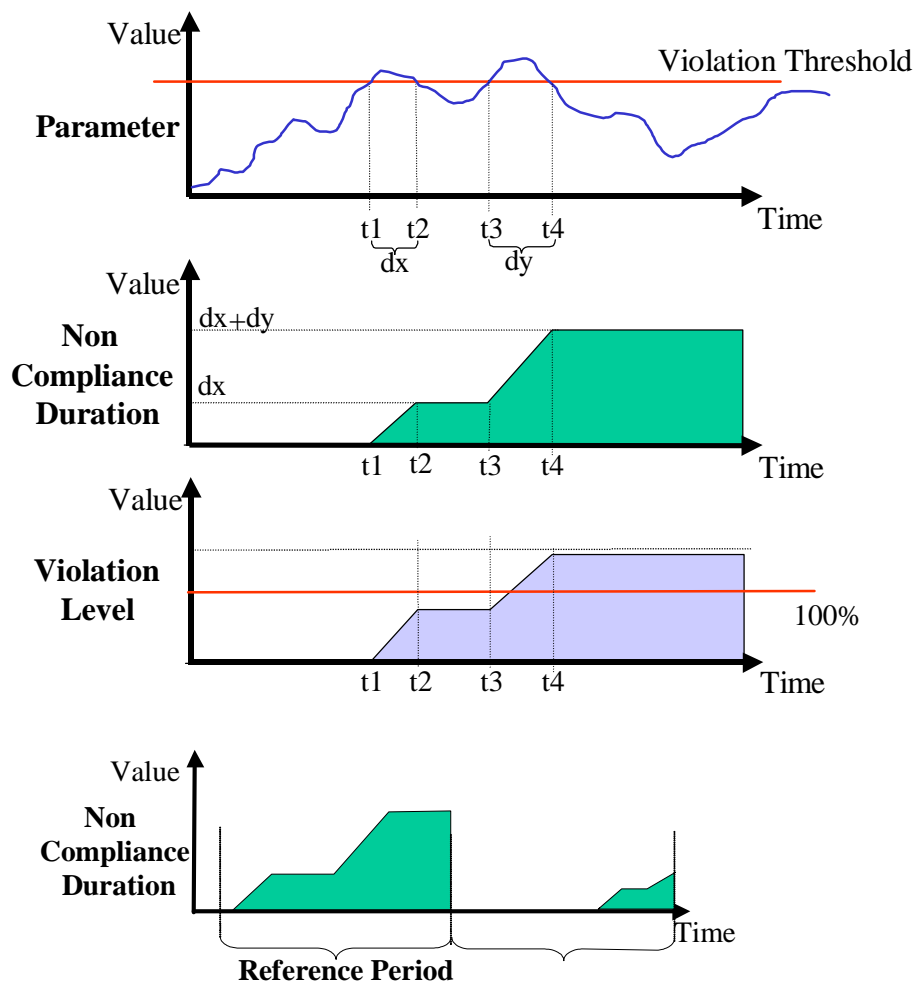 Value
Violation Threshold
Parameter
Time
t1 t2 t3 t4
dx dy
Value
dx+dy
Non
Compliance
Duration
dx
t1 t2 t3 t4
Time
Value
Violation
Level
100%
t1 t2 t3 t4
Time
Value
Non
Compliance
Duration
Time
Reference Period